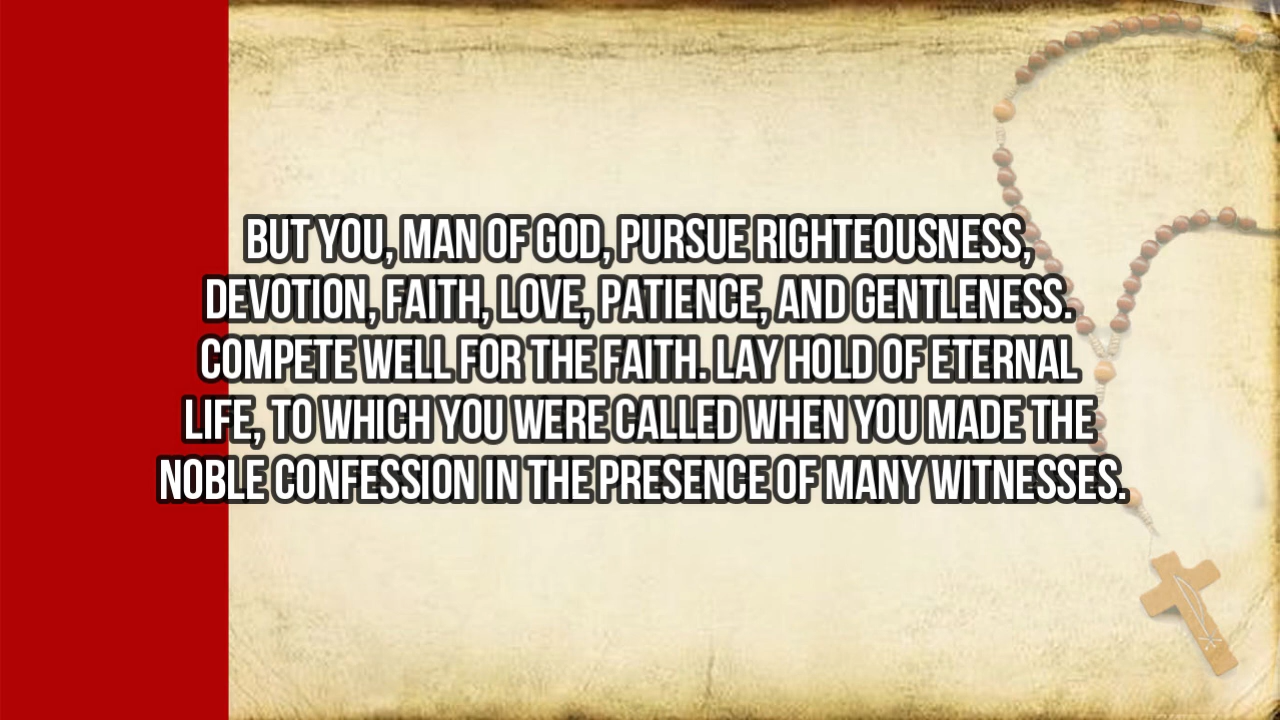 BUT YOU, MAN OF GOD, PURSUE RIGHTEOUSNESS,
DEVOTION, FAITH, LOVE, PATIENCE, AND GENTLENESS.
COMPETE WELL FOR THE FAITH. LAY HOLD OF ETERNAL
LIFE, TO WHICH YOU WERE CALLED WHEN YOU MADE THE
NOBLE CONFESSION IN THE PRESENCE OF MANY WITNESSES.